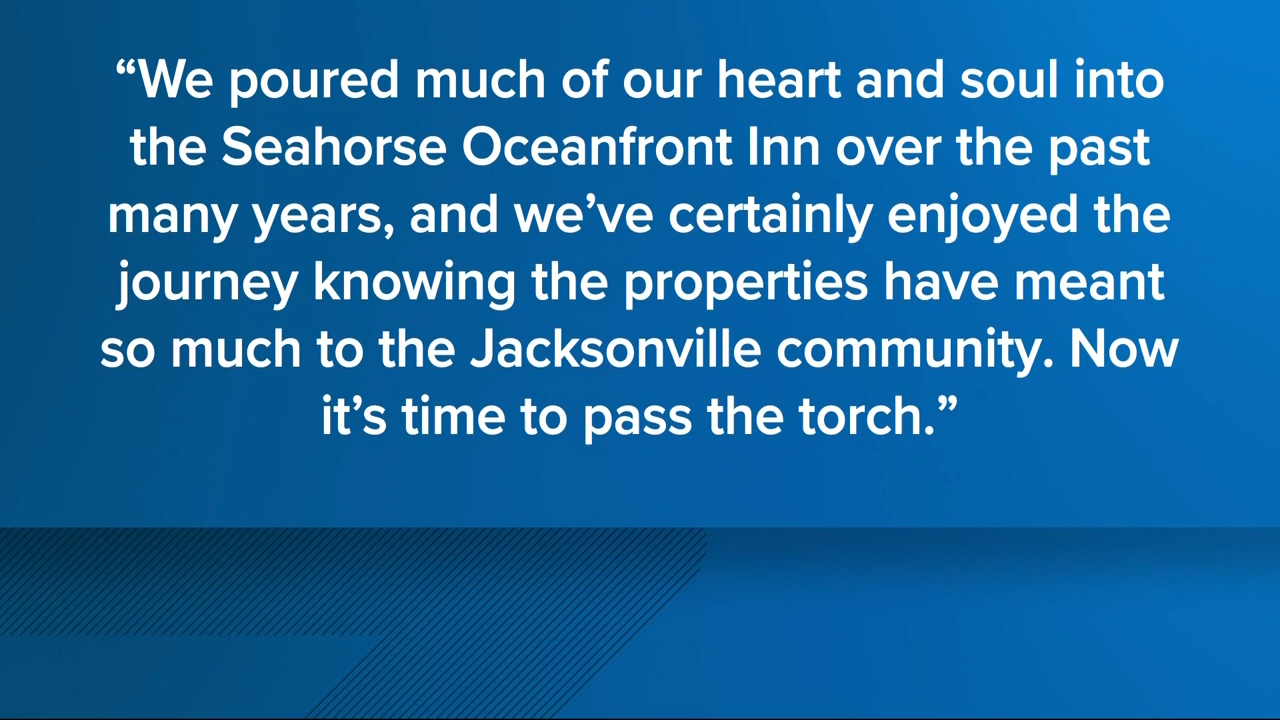 “We poured much of our heart and soul into
the Seahorse Oceanfront Inn over the past
many years, and we’ve certainly enjoyed the
journey knowing the properties have meant
so much to the Jacksonville community. Now
it’s time to pass the torch.”